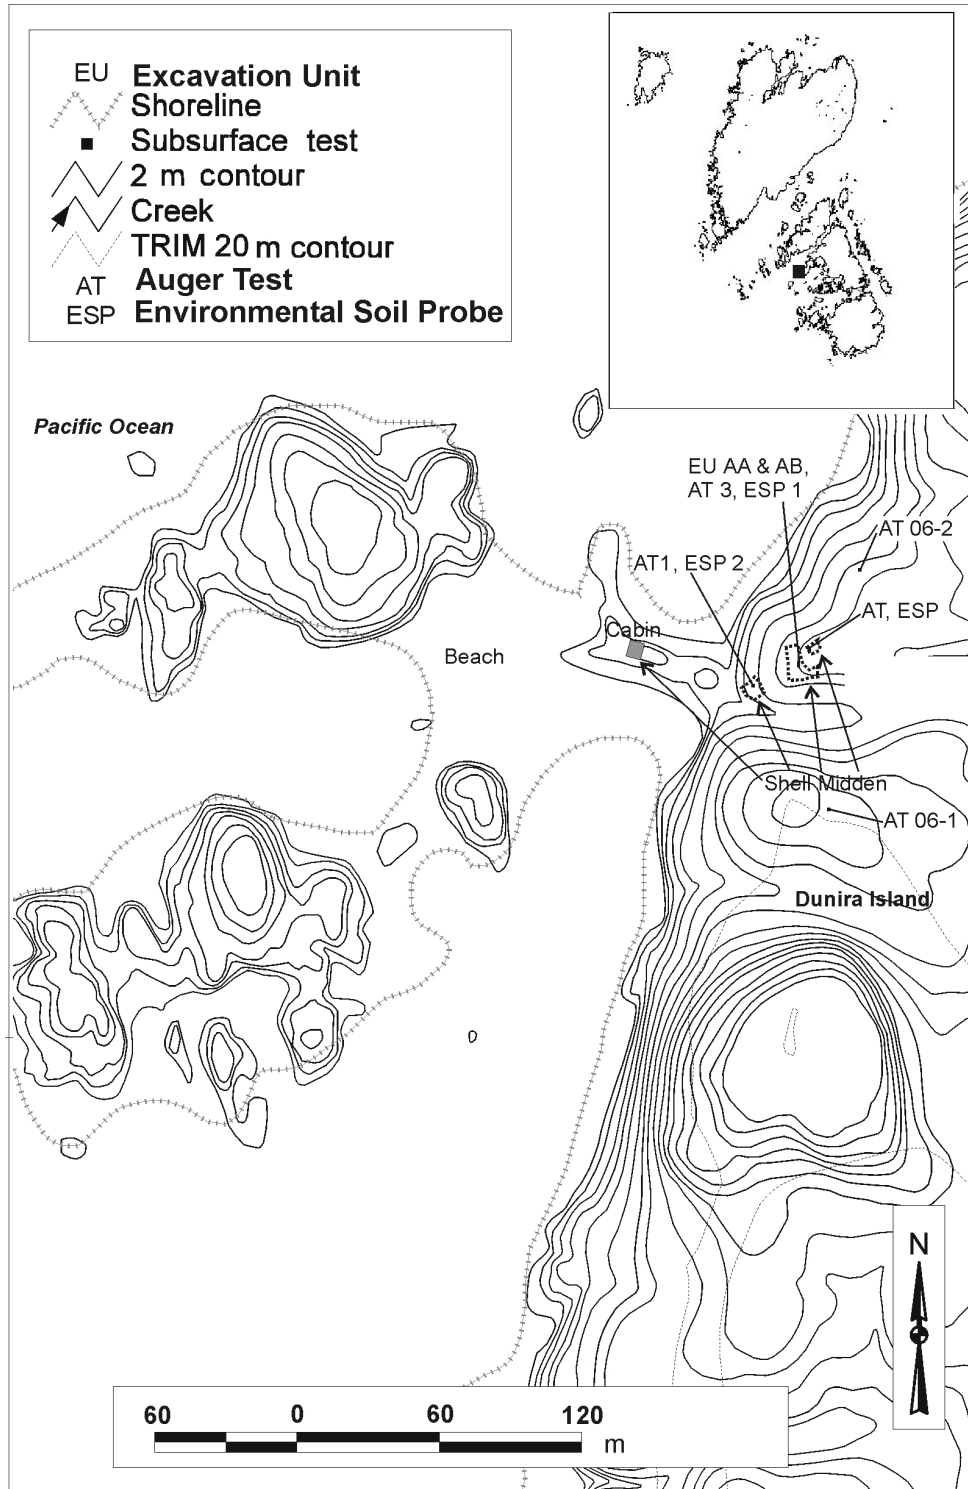 EU Excavation Unit
Shoreline
Subsurface test
2 m contour
Creek
TRIM 20 m contour
AT Auger Test
ESP Environmental Soil Probe
Pacific Ocean
EU AA & AB,
AT 3, ESP 1
AT 06-2
AT1, ESP 2
AT, ESP
Cabin
Beach
Shell Midden
AT 06-1
Dunira Island
N
60 0 60 120
m